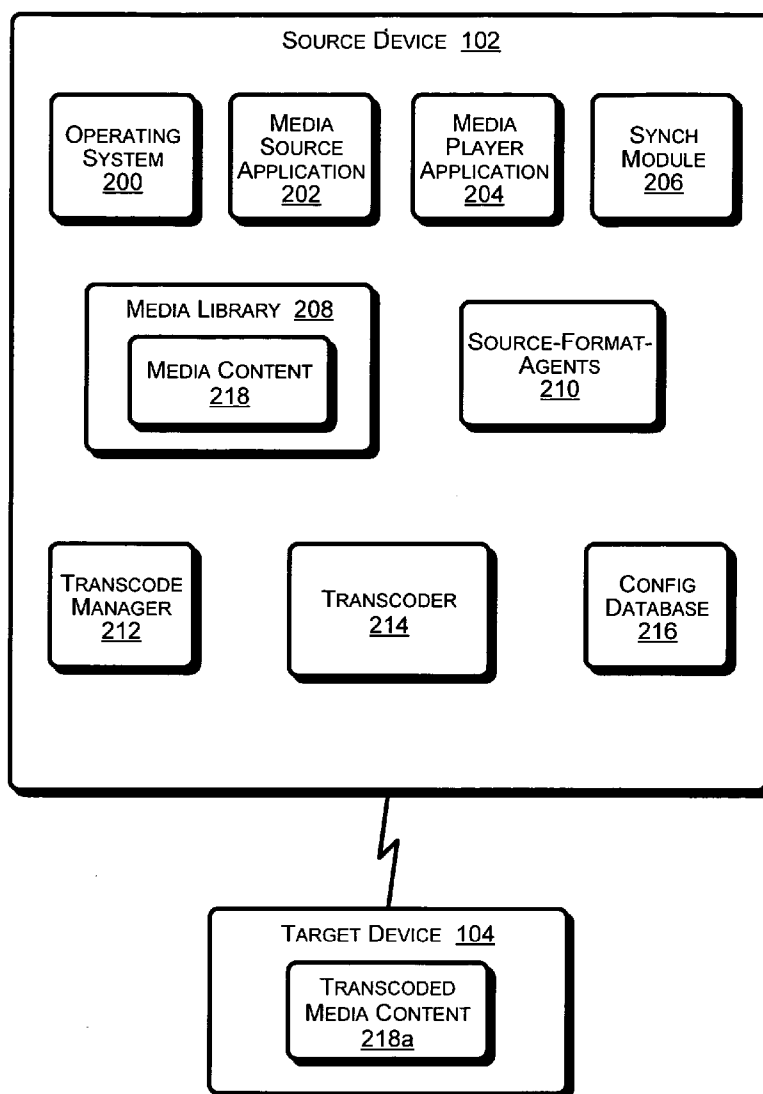 SOURCE DEVICE 102
OPERATING
SYSTEM
200
MEDIA
SOURCE
APPLICATION
202
MEDIA
PLAYER
APPLICATION
204
SYNCH
MODULE
206
MEDIA LIBRARY 208
MEDIA CONTENT
218
SOURCE-FORMAT-
AGENTS
210
TRANSCODE
MANAGER
212
TRANSCODER
214
CONFIG
DATABASE
216
TARGET DEVICE 104
TRANSCODED
MEDIA CONTENT
218a